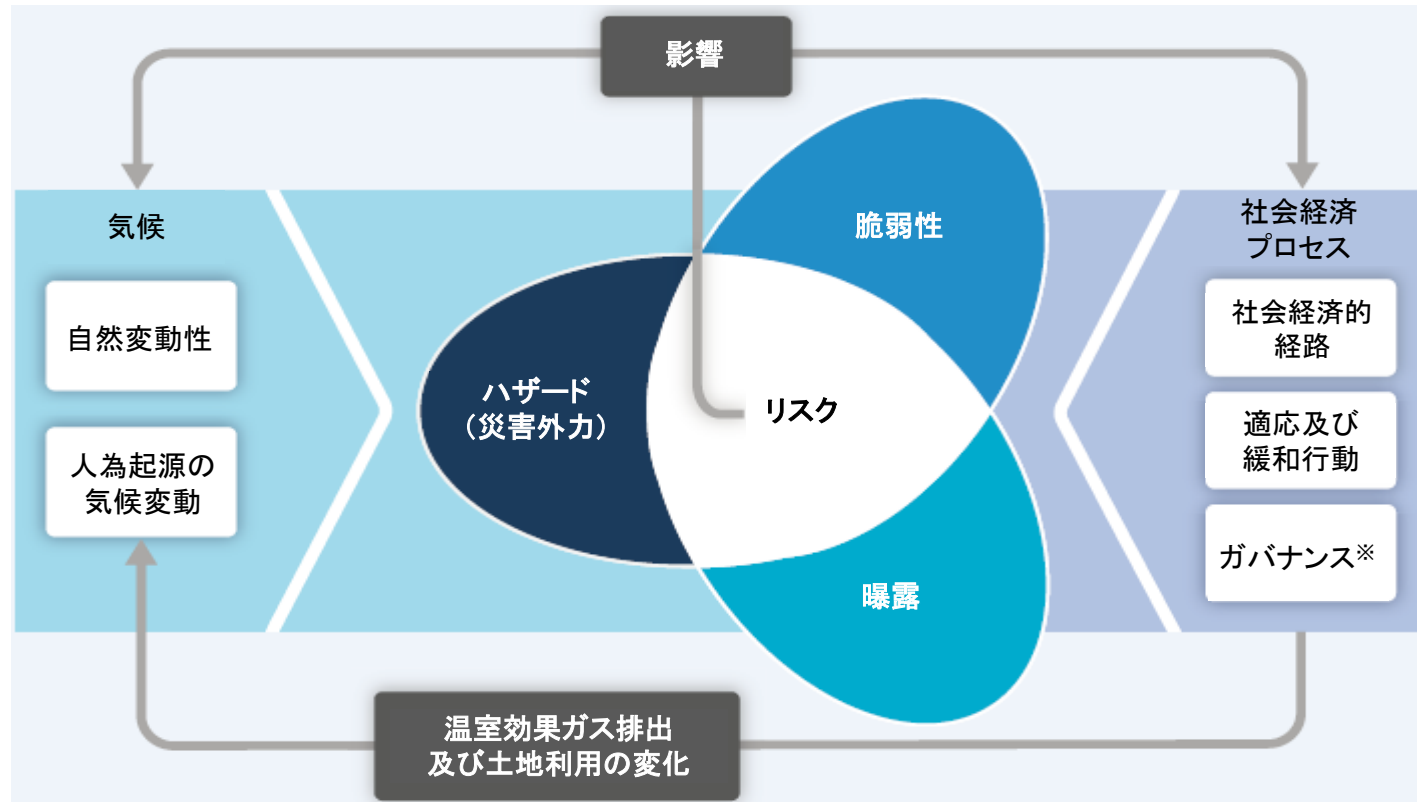 影響
気候
自然変動性
人為起源の
気候変動
脆弱性
ハザード
（災害外力）
リスク
曝露
社会経済
プロセス
社会経済的
経路
適応及び
緩和行動
ガバナンス※
温室効果ガス排出
及び土地利用の変化